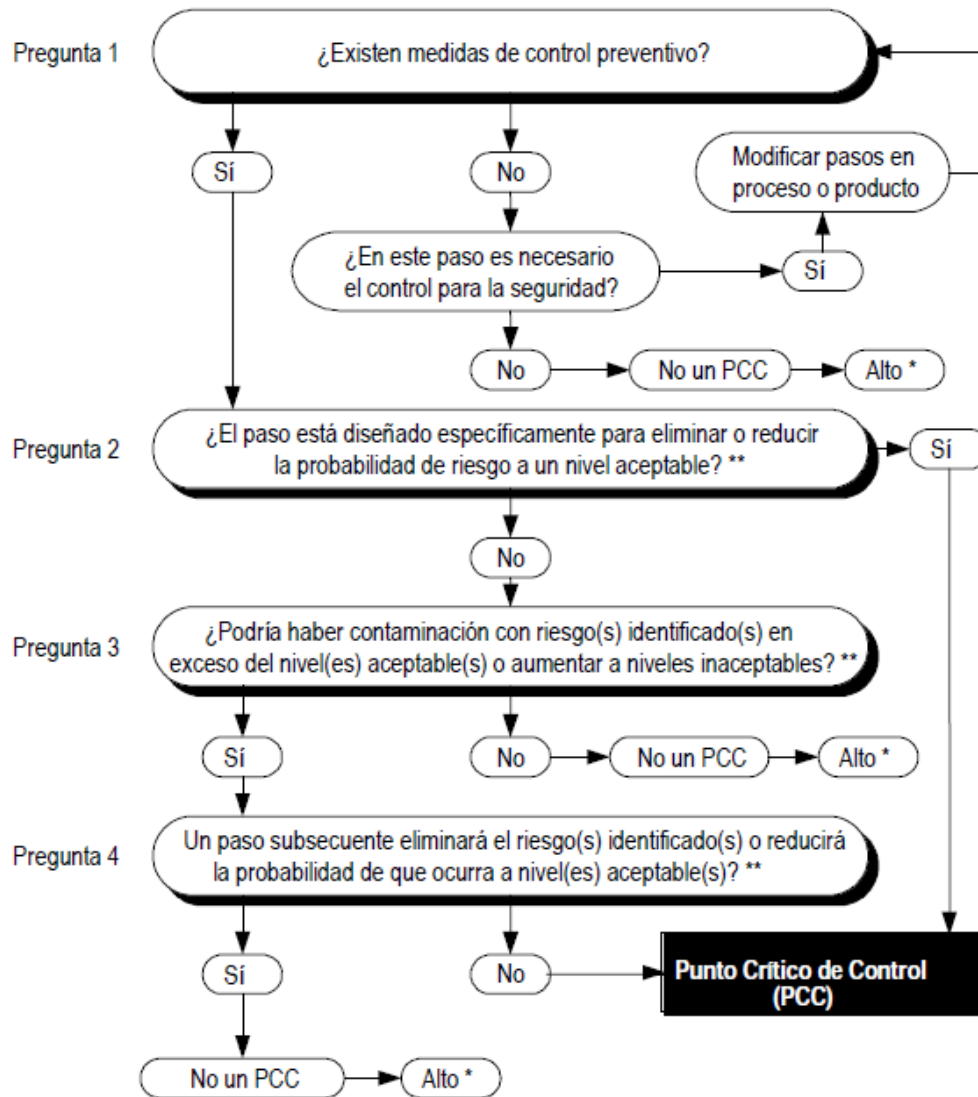 Pregunta 1
¿Existen medidas de control preventivo?
Sí
No
Modificar pasos en
proceso o producto
¿En este paso es necesario
el control para la seguridad?
Sí
No
No un PCC
Alto *
Pregunta 2
¿El paso está diseñado específicamente para eliminar o reducir
la probabilidad de riesgo a un nivel aceptable? **
Sí
No
Pregunta 3
¿Podría haber contaminación con riesgo(s) identificado(s) en
exceso del nivel(es) aceptable(s) o aumentar a niveles inaceptables? **
Sí
No
No un PCC
Alto *
Pregunta 4
Un paso subsecuente eliminará el riesgo(s) identificado(s) o reducirá
la probabilidad de que ocurra a nivel(es) aceptable(s)? **
Sí
No
Punto Crítico de Control
(PCC)
No un PCC
Alto *